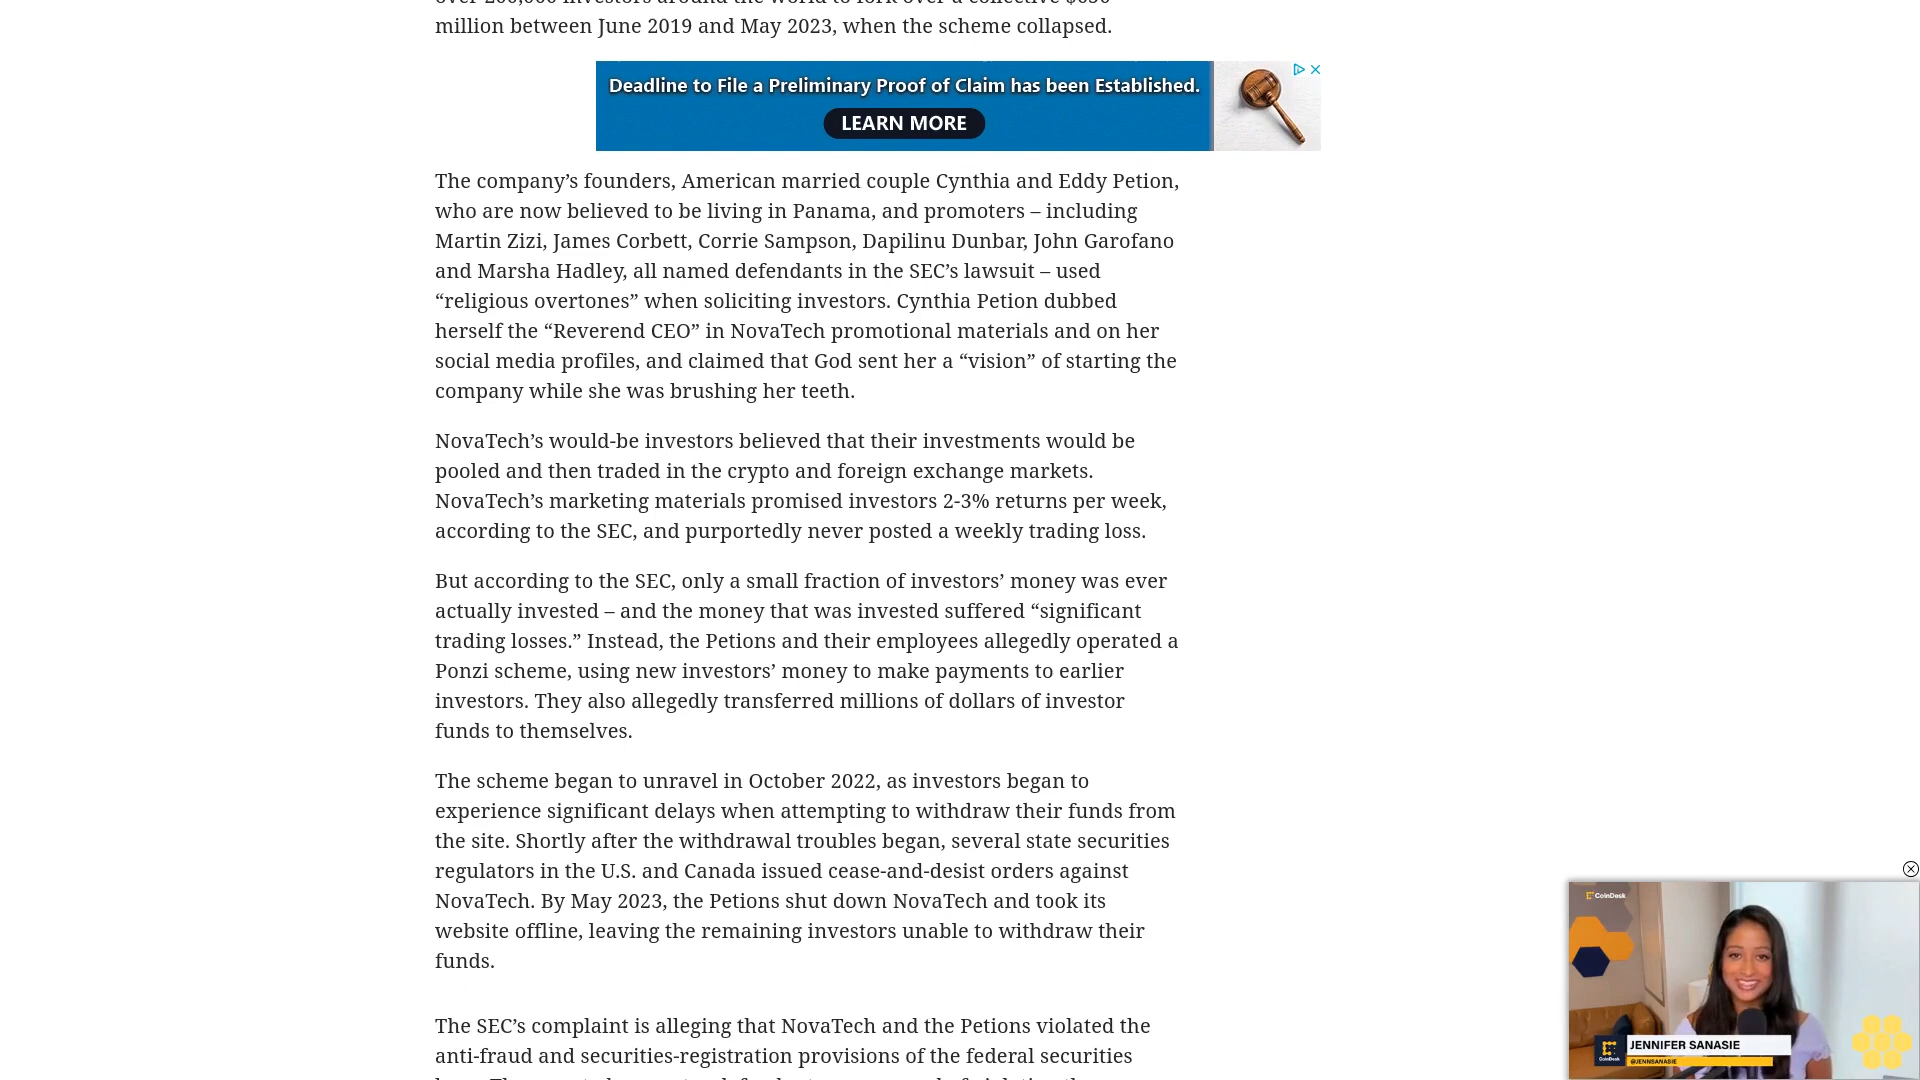 million between June 2019 and May 2023, when the scheme collapsed.
Deadline to File a Preliminary Proof of Claim has been Established.
LEARN MORE
The company’s founders, American married couple Cynthia and Eddy Petion,
who are now believed to be living in Panama, and promoters – including
Martin Zizi, James Corbett, Corrie Sampson, Dapilinu Dunbar, John Garofano
and Marsha Hadley, all named defendants in the SEC’s lawsuit – used
“religious overtones” when soliciting investors. Cynthia Petion dubbed
herself the “Reverend CEO” in NovaTech promotional materials and on her
social media profiles, and claimed that God sent her a “vision” of starting the
company while she was brushing her teeth.
NovaTech’s would-be investors believed that their investments would be
pooled and then traded in the crypto and foreign exchange markets.
NovaTech’s marketing materials promised investors 2-3% returns per week,
according to the SEC, and purportedly never posted a weekly trading loss.
But according to the SEC, only a small fraction of investors’ money was ever
actually invested – and the money that was invested suffered “significant
trading losses.” Instead, the Petions and their employees allegedly operated a
Ponzi scheme, using new investors’ money to make payments to earlier
investors. They also allegedly transferred millions of dollars of investor
funds to themselves.
The scheme began to unravel in October 2022, as investors began to
experience significant delays when attempting to withdraw their funds from
the site. Shortly after the withdrawal troubles began, several state securities
regulators in the U.S. and Canada issued cease-and-desist orders against
NovaTech. By May 2023, the Petions shut down NovaTech and took its
website offline, leaving the remaining investors unable to withdraw their
funds.
The SEC’s complaint is alleging that NovaTech and the Petions violated the
anti-fraud and securities-registration provisions of the federal securities
CoinDesk
JENNIFER SANASIE
@JENNSANASIE
CoinDesk